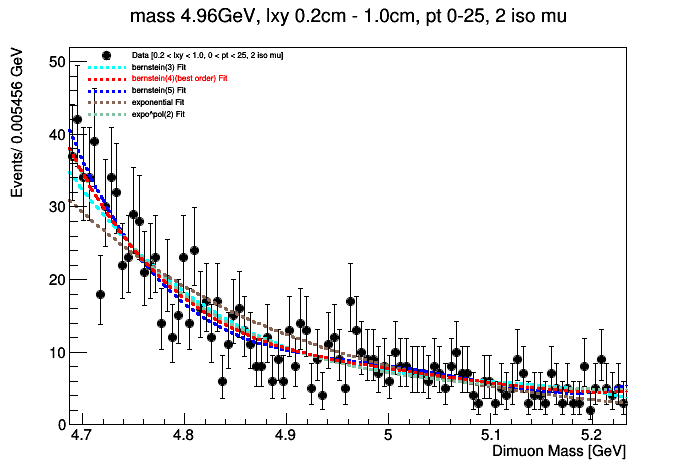 mass 4.96GeV, lxy 0.2cm - 1.0cm, pt 0-25, 2 iso mu
Events/ 0.005456 GeV
50
40
30
20
10
0
Data [0.2 < lxy < 1.0, 0 < pt < 25, 2 iso mu]
bernstein(3) Fit
bernstein(4)(best order) Fit
bernstein(5) Fit
exponential Fit
expo^pol(2) Fit
4.7 4.8 4.9 5 5.1 5.2
Dimuon Mass [GeV]